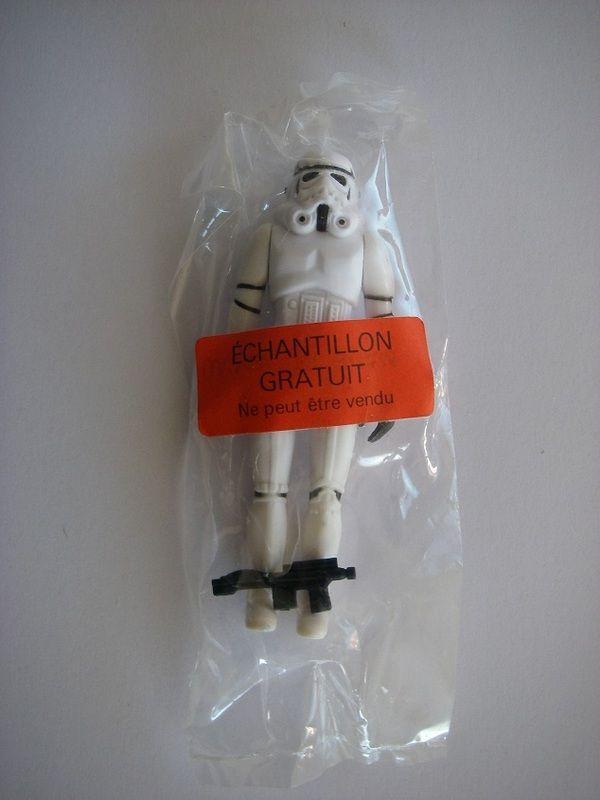 ÉCHANTILLON
GRATUIT
Ne peut être vendu